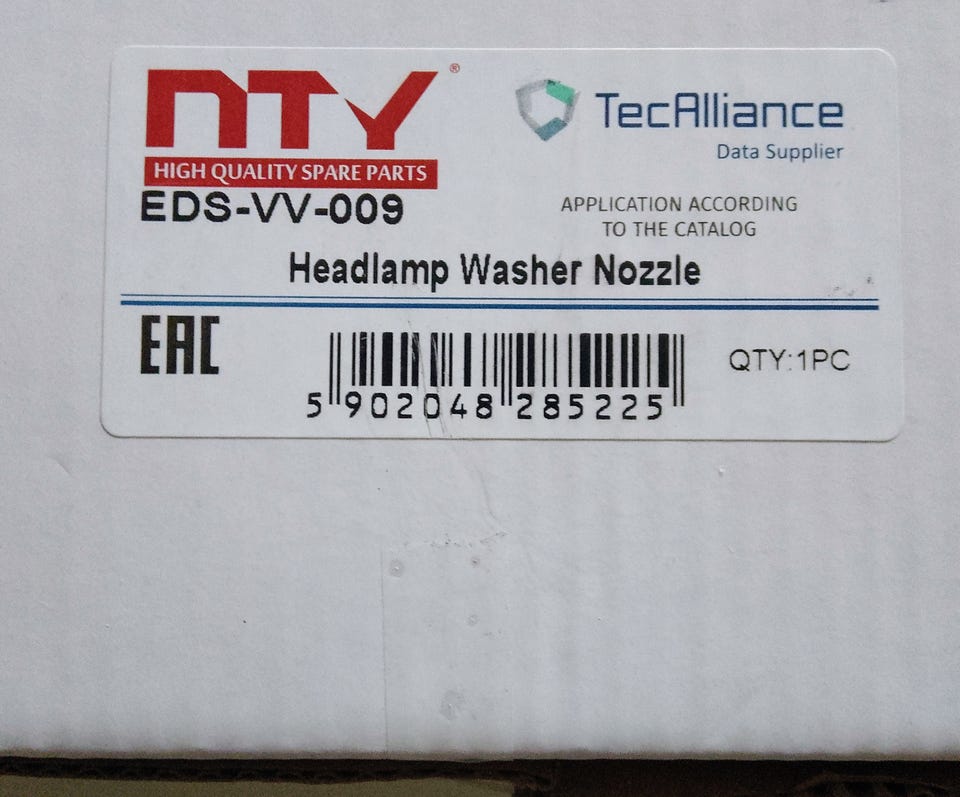 NTY®
HIGH QUALITY SPARE PARTS
EDS-VV-009
TecAlliance
Data Supplier
APPLICATION ACCORDING
TO THE CATALOG
Headlamp Washer Nozzle
EAC
5 902048 285225
QTY:1PC